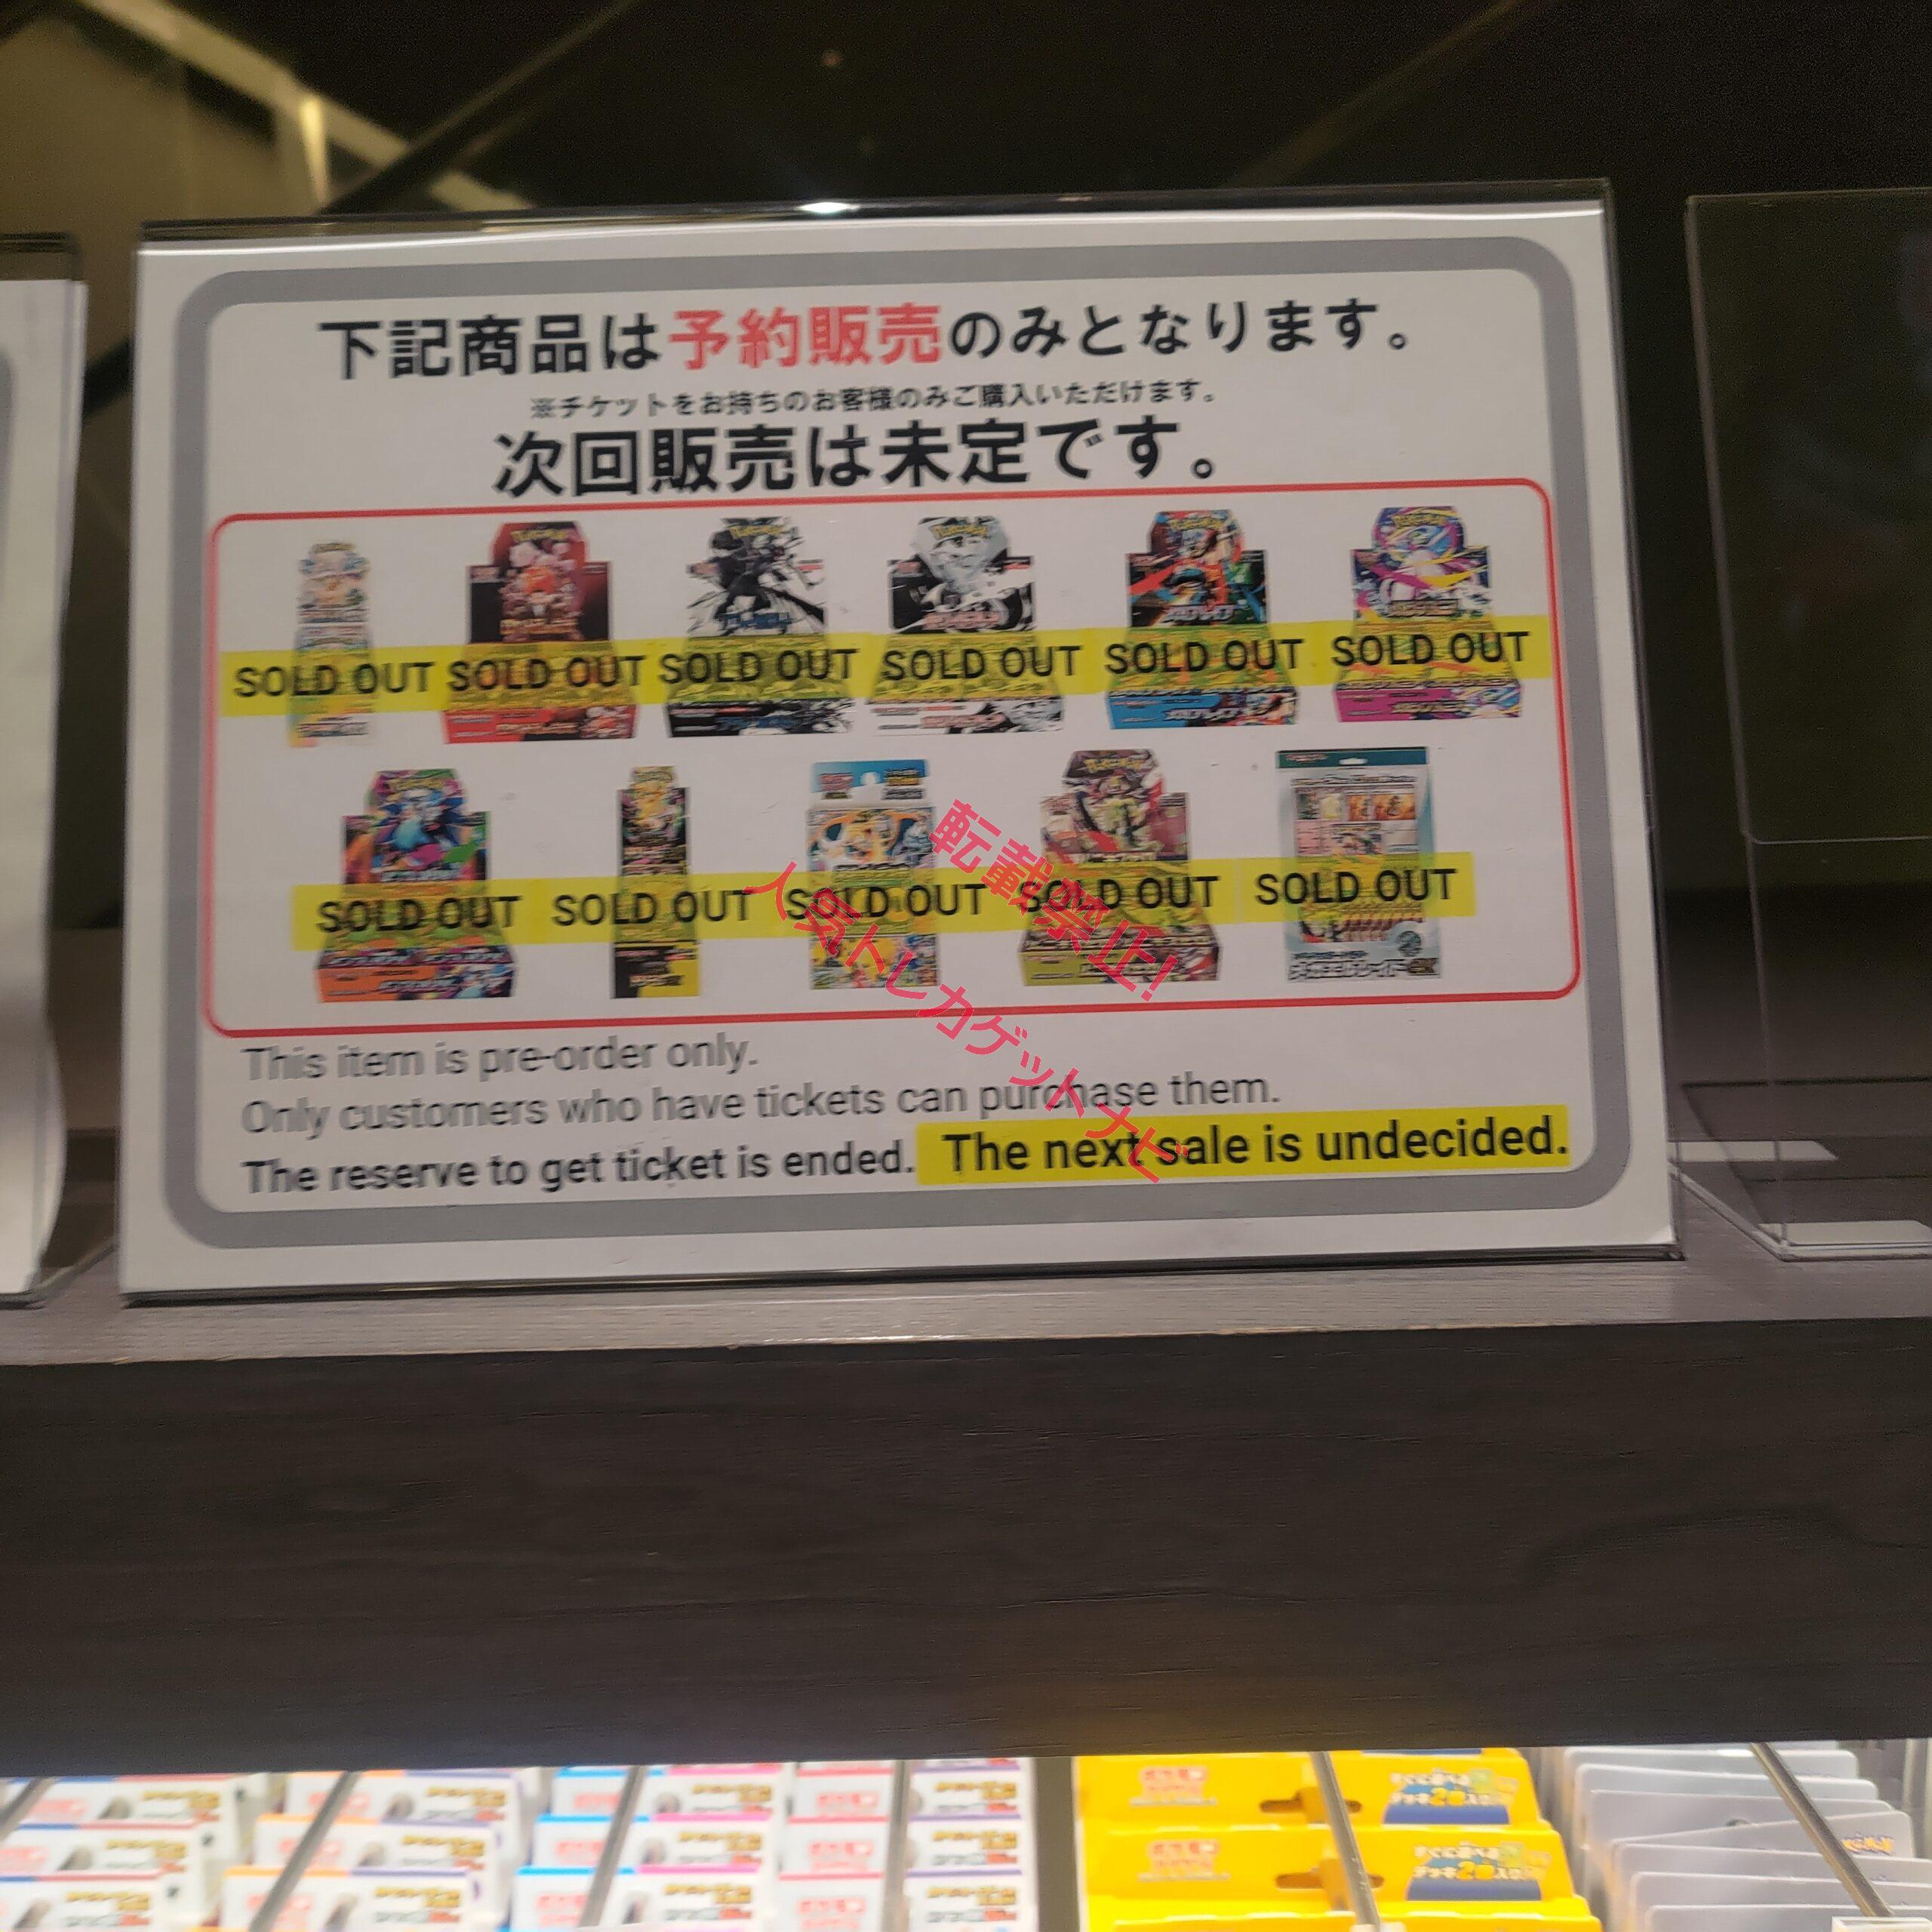 下記商品は予約販売のみとなります。
※チケットをお持ちのお客様のみご購入いただけます。
次回販売は未定です。
SOLD OUT SOLD OUT SOLD OUT SOLD OUT SOLD OUT SOLD OUT
SOLD OUT SOLD OUT SOLD OUT SOLD OUT SOLD OUT
転載禁止!
人気トレカゲットナビ
This item is pre-order only.
Only customers who have tickets can purchase them.
The reserve to get ticket is ended. The next sale is undecided.